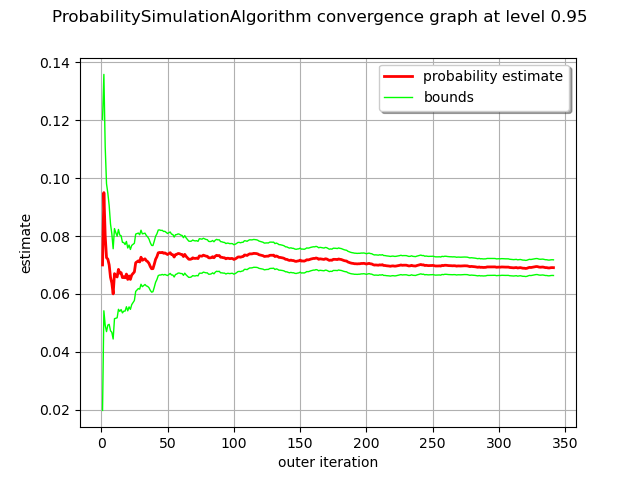 ProbabilitySimulationAlgorithm convergence graph at level 0.95
probability estimate
bounds
estimate
0.14
0.12
0.10
0.08
0.06
0.04
0.02
0 50 100 150 200 250 300 350
outer iteration